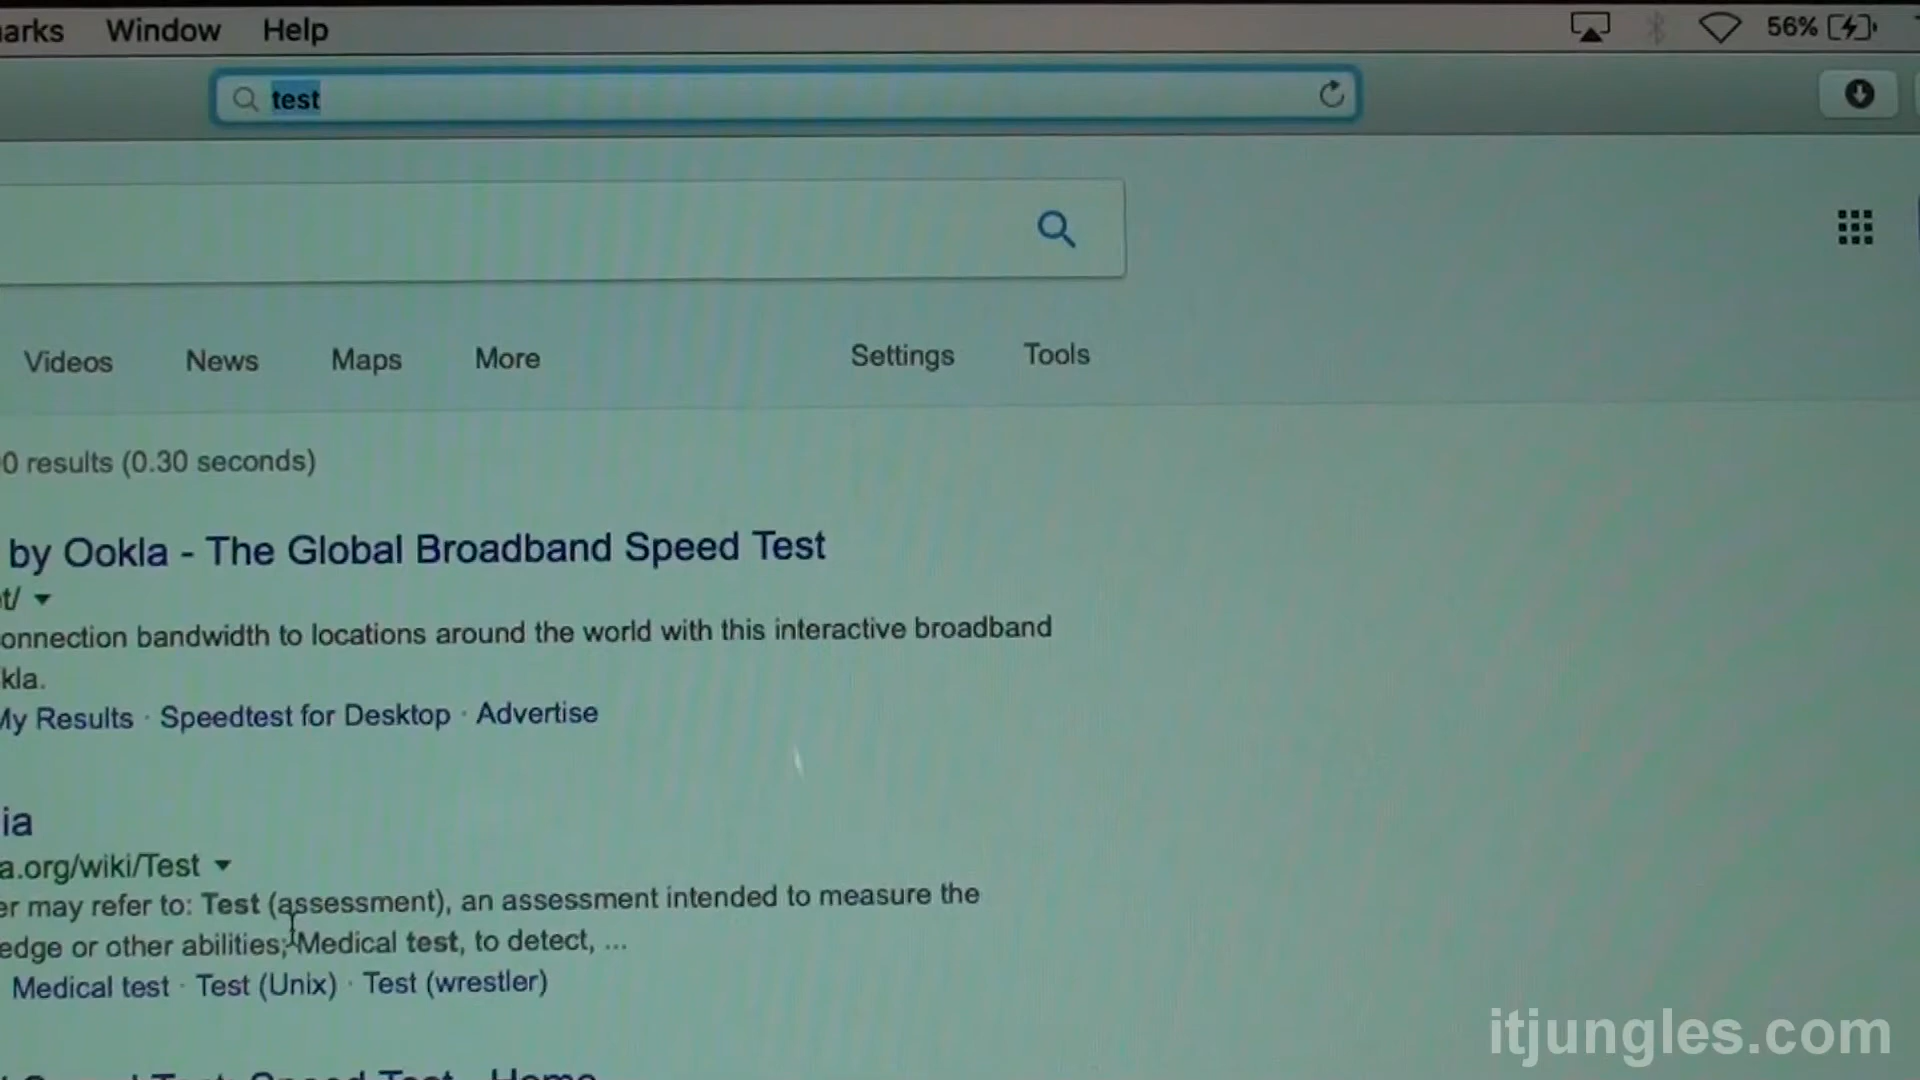 Window Help 56%
test
Videos News Maps More Settings Tools
0 results (0.30 seconds)
by Ookla - The Global Broadband Speed Test
connection bandwidth to locations around the world with this interactive broadband
kla.
My Results · Speedtest for Desktop · Advertise
ia
a.org/wiki/Test
er may refer to: Test (assessment), an assessment intended to measure the
edge or other abilities; Medical test, to detect, ...
Medical test · Test (Unix) · Test (wrestler)
itjungles.com